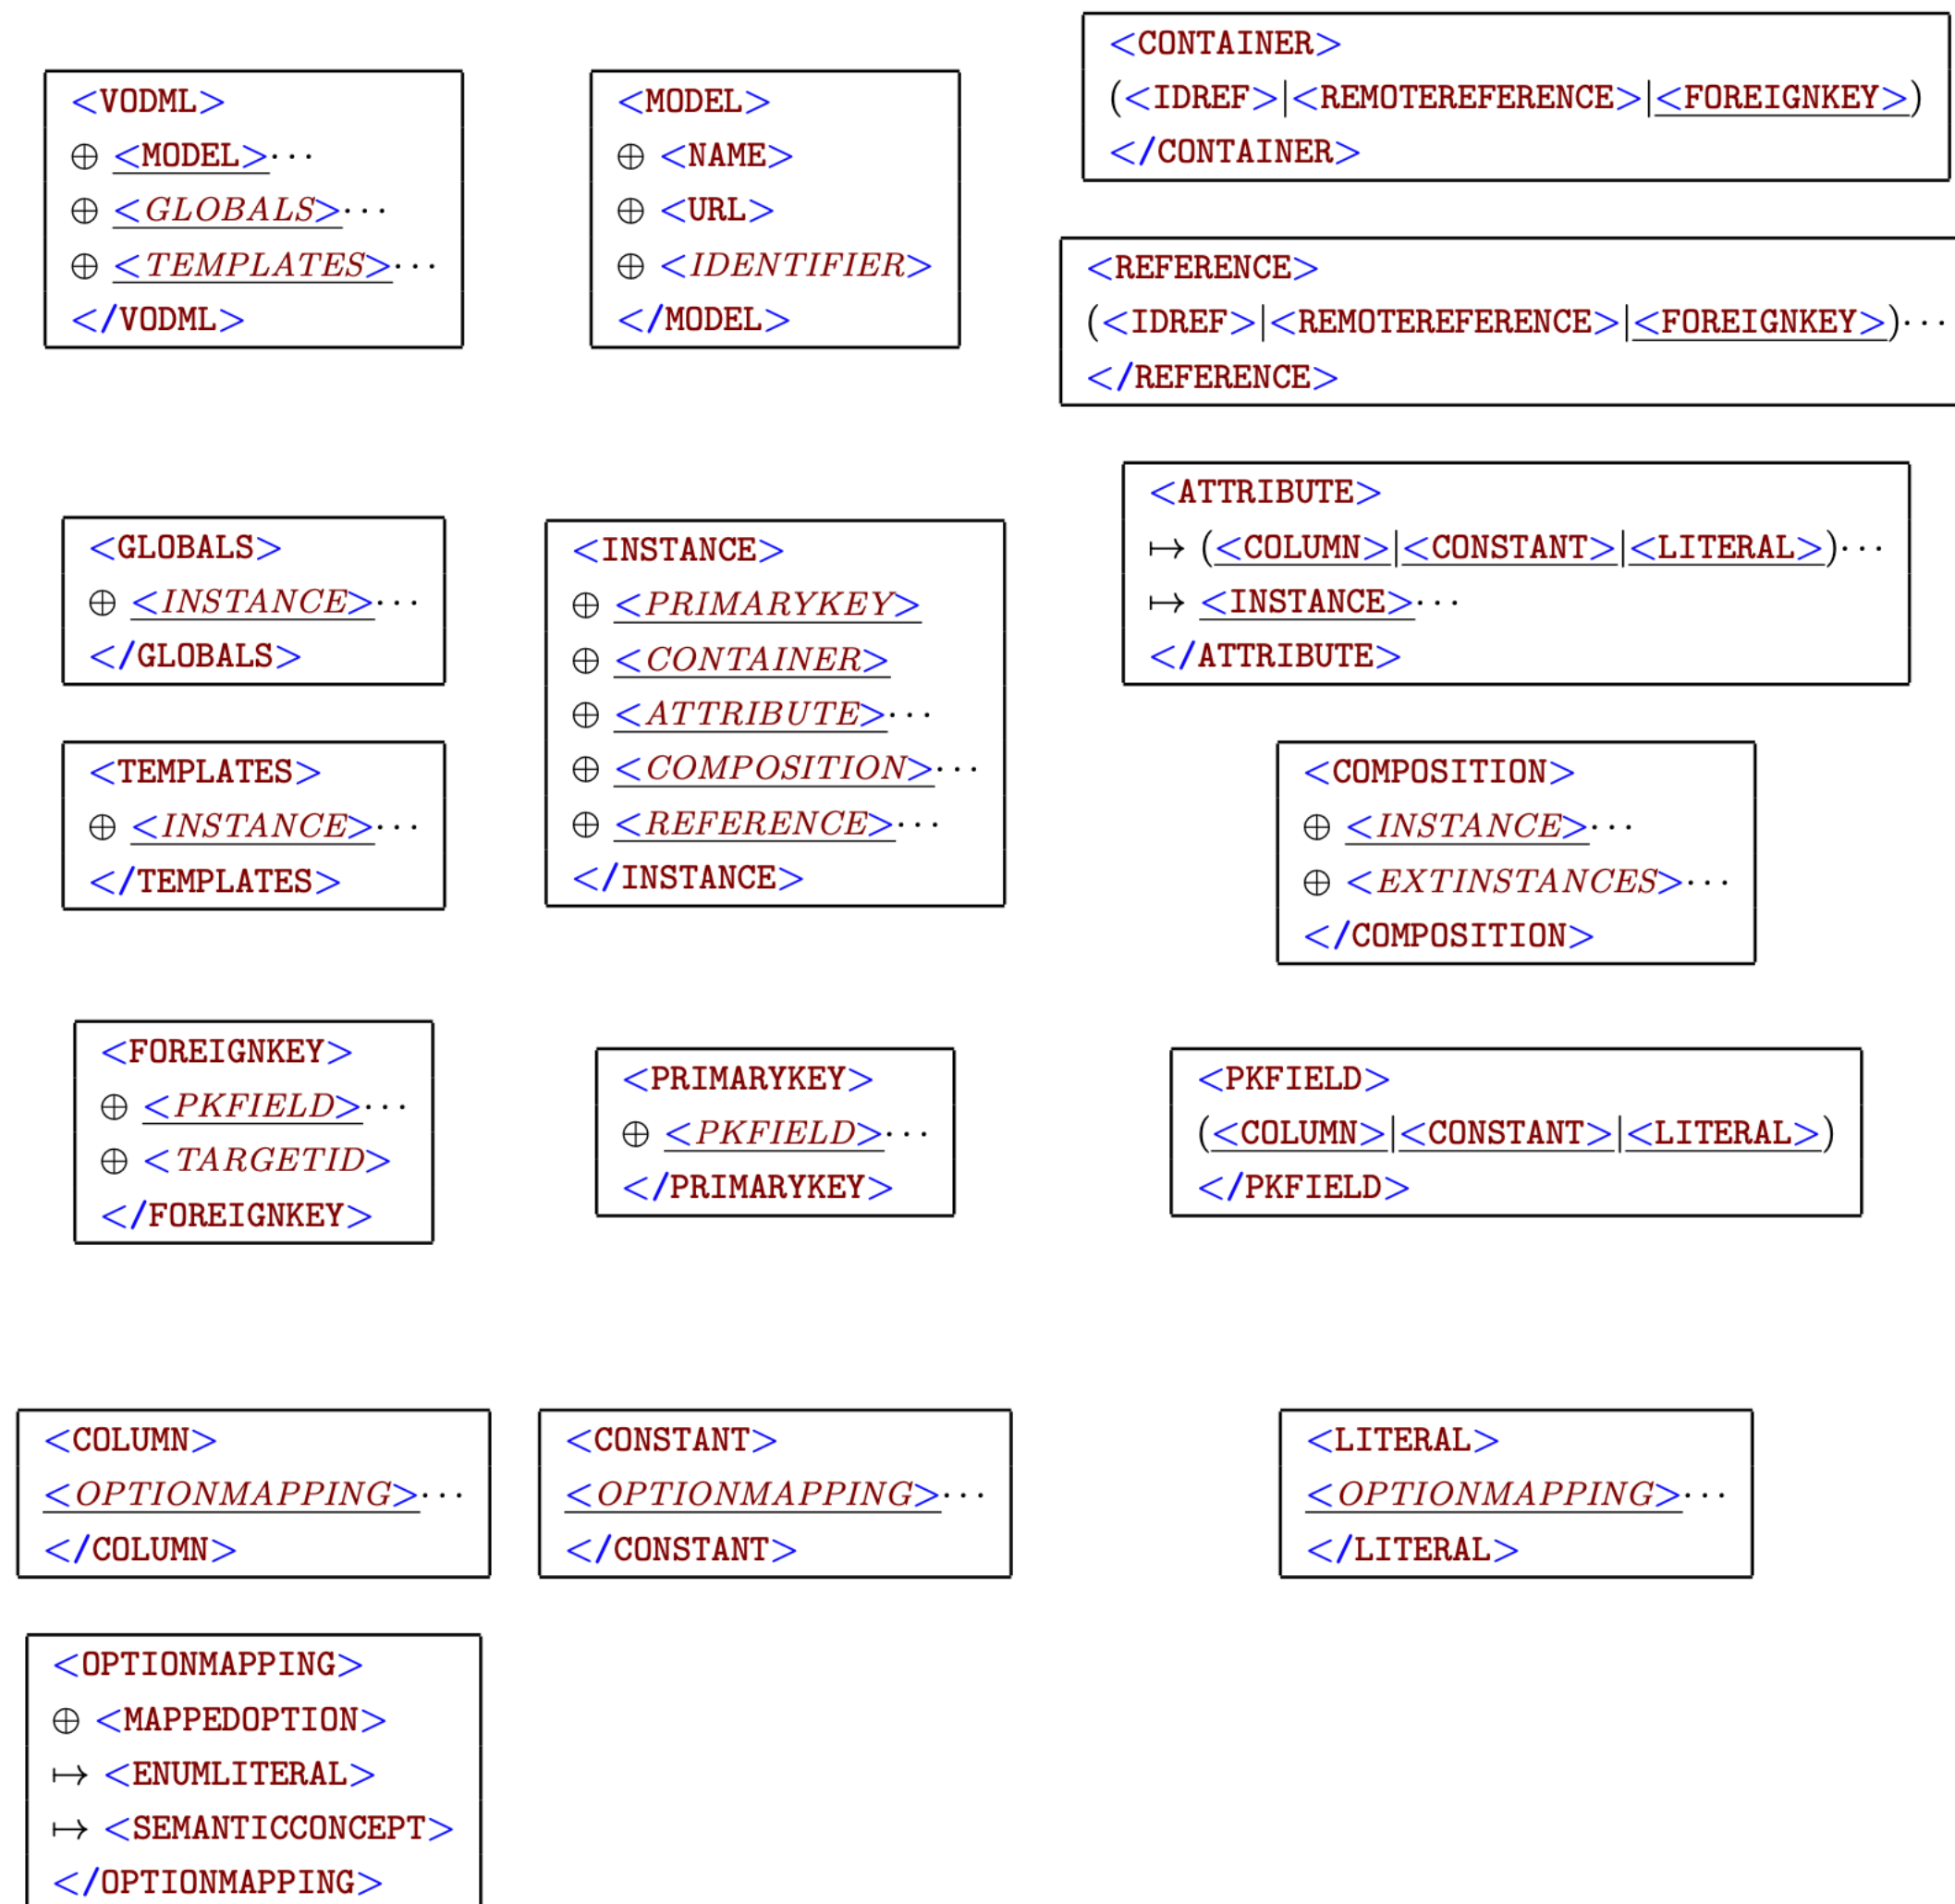 <VODML>
⊕ <MODEL>···
⊕ <GLOBALS>···
⊕ <TEMPLATES>···
</VODML>
<MODEL>
⊕ <NAME>
⊕ <URL>
⊕ <IDENTIFIER>
</MODEL>
<CONTAINER>
(<IDREF>|<REMOTEREFERENCE>|<FOREIGNKEY>)
</CONTAINER>
<REFERENCE>
(<IDREF>|<REMOTEREFERENCE>|<FOREIGNKEY>)···
</REFERENCE>
<GLOBALS>
⊕ <INSTANCE>···
</GLOBALS>
<TEMPLATES>
⊕ <INSTANCE>···
</TEMPLATES>
<INSTANCE>
⊕ <PRIMARYKEY>
⊕ <CONTAINER>
⊕ <ATTRIBUTE>···
⊕ <COMPOSITION>···
⊕ <REFERENCE>···
</INSTANCE>
<ATTRIBUTE>
↦ (<COLUMN>|<CONSTANT>|<LITERAL>)···
↦ <INSTANCE>···
</ATTRIBUTE>
<COMPOSITION>
⊕ <INSTANCE>···
⊕ <EXTINSTANCES>···
</COMPOSITION>
<FOREIGNKEY>
⊕ <PKFIELD>···
⊕ <TARGETID>
</FOREIGNKEY>
<PRIMARYKEY>
⊕ <PKFIELD>···
</PRIMARYKEY>
<PKFIELD>
(<COLUMN>|<CONSTANT>|<LITERAL>)
</PKFIELD>
<COLUMN>
<OPTIONMAPPING>···
</COLUMN>
<CONSTANT>
<OPTIONMAPPING>···
</CONSTANT>
<LITERAL>
<OPTIONMAPPING>···
</LITERAL>
<OPTIONMAPPING>
⊕ <MAPPEDOPTION>
↦ <ENUMLITERAL>
↦ <SEMANTICCONCEPT>
</OPTIONMAPPING>